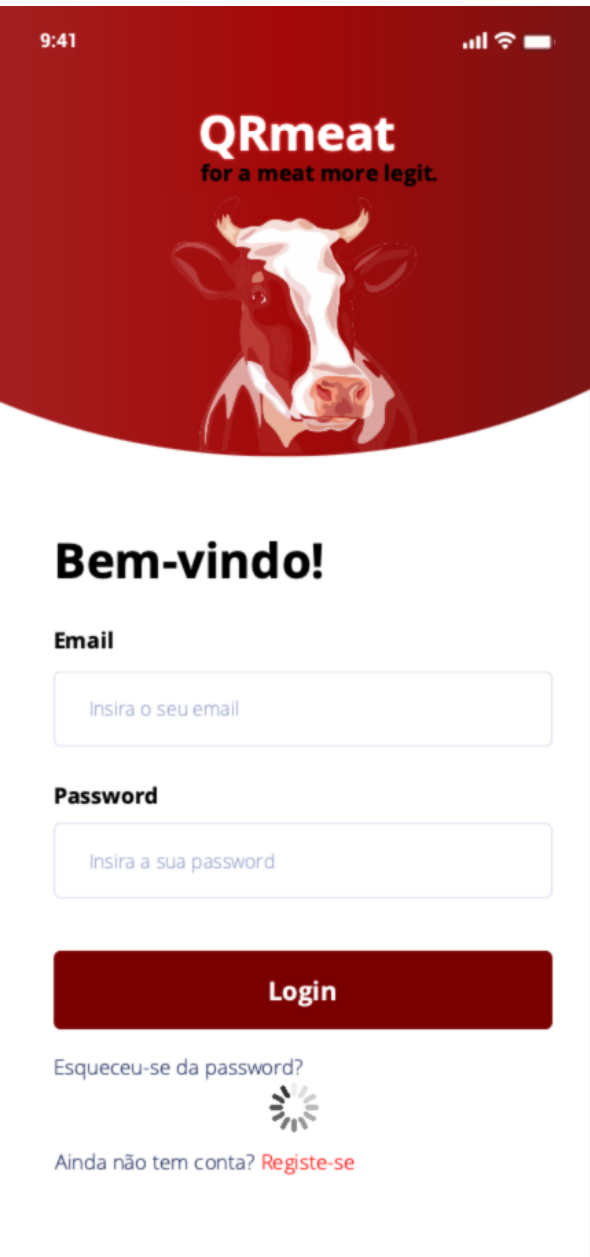 9:41
QRmeat
for a meat more legit.
Bem-vindo!
Email
Insira o seu email
Password
Insira a sua password
Login
Esqueceu-se da password?
Ainda não tem conta? Registe-se